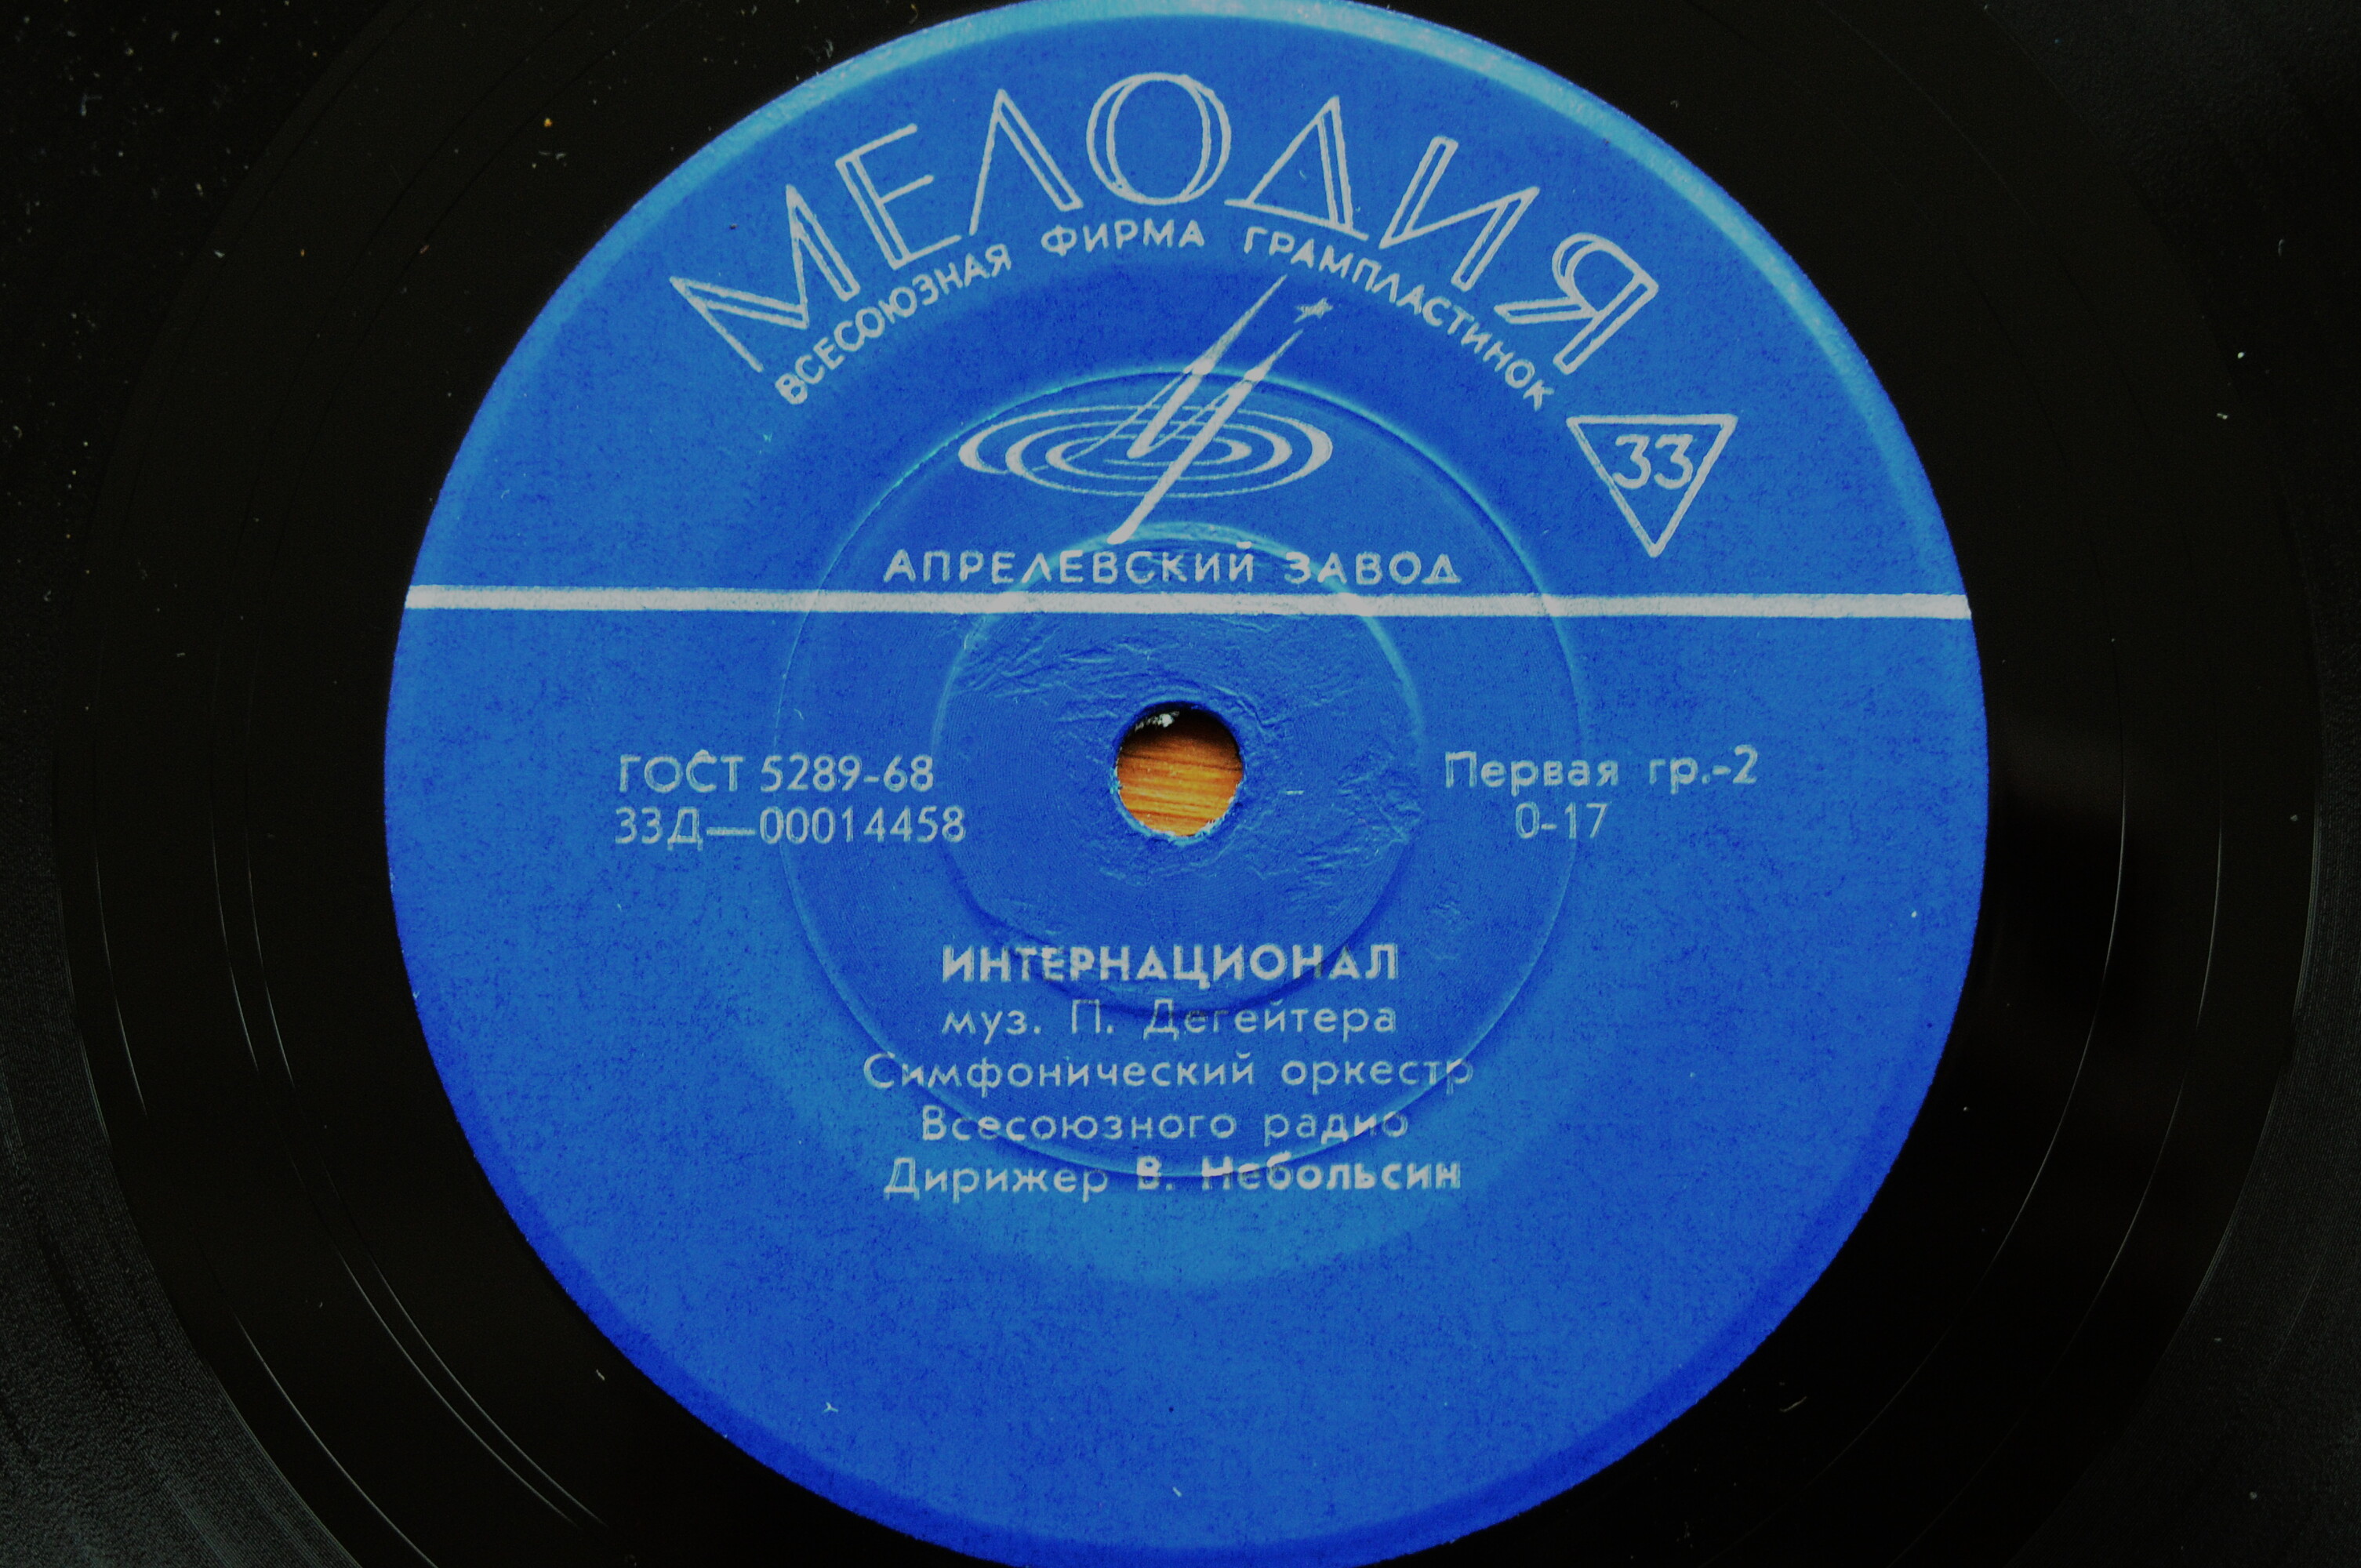 МЕЛОДИЯ
ВСЕСОЮЗНАЯ ФИРМА ГРАМПЛАСТИНОК
33
АПРЕЛЕВСКИЙ ЗАВОД
ГОСТ 5289-68
33Д—00014458
Первая гр.-2
0-17
ИНТЕРНАЦИОНАЛ
муз. П. Дегейтера
Симфонический оркестр
Всесоюзного радио
Дирижер В. Небольсин